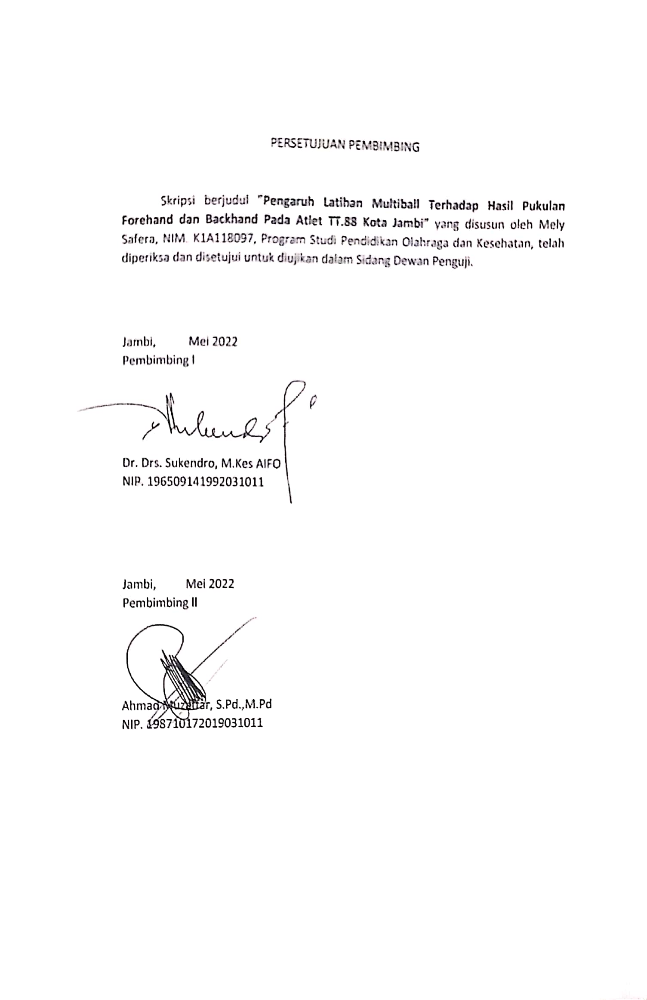 PERSETUJUAN PEMBIMBING
Skripsi berjudul "Pengaruh Latihan Multiball Terhadap Hasil Pukulan
Forehand dan Backhand Pada Atlet TT.88 Kota Jambi" yang disusun oleh Mely
Safera, NIM. K1A118097, Program Studi Pendidikan Olahraga dan Kesehatan, telah
diperiksa dan disetujui untuk diujikan dalam Sidang Dewan Penguji.
Jambi, Mei 2022
Pembimbing I
Dr. Drs. Sukendro, M.Kes AIFO
NIP. 196509141992031011
Jambi, Mei 2022
Pembimbing II
Ahmad Muzaffar, S.Pd.,M.Pd
NIP. 198710172019031011